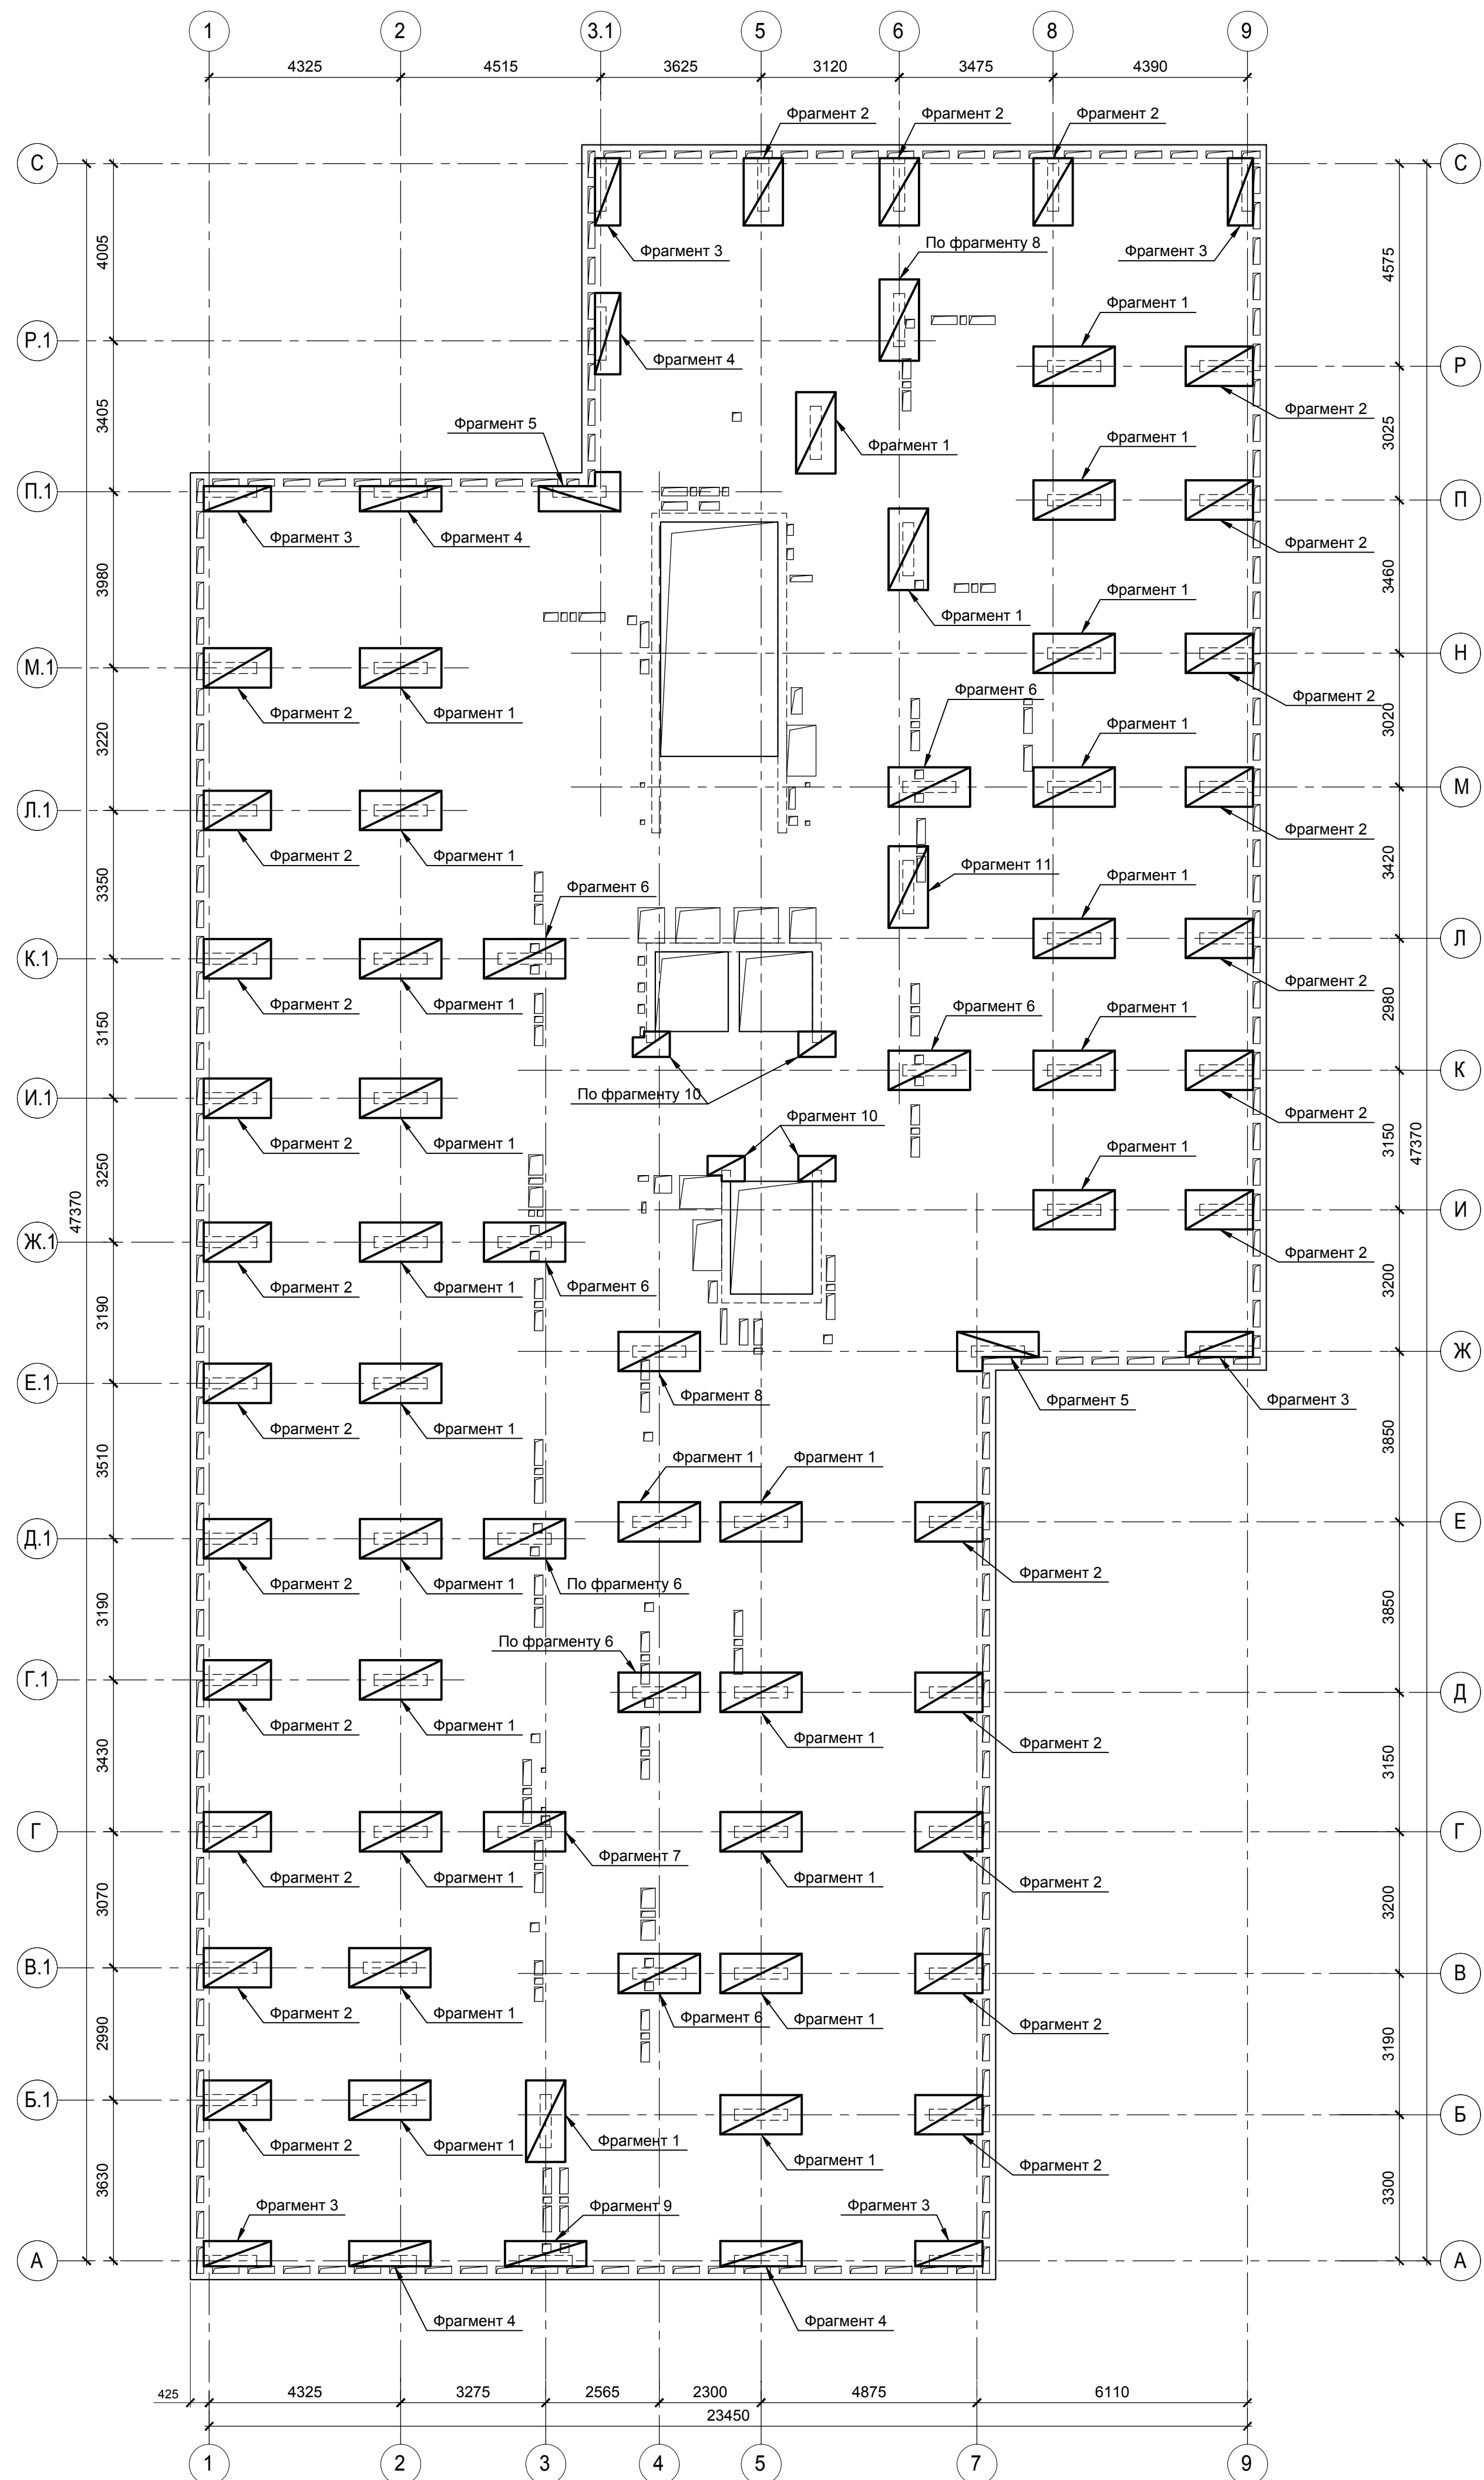 1 2 3.1 5 6 8 9
4325 4515 3625 3120 3475 4390
Фрагмент 2 Фрагмент 2 Фрагмент 2
С С
4005 4575
Фрагмент 3 По фрагменту 8 Фрагмент 3
Фрагмент 1
Р.1 Фрагмент 4 Р
3405 3025
Фрагмент 5 Фрагмент 1 Фрагмент 2
Фрагмент 1
П.1 П
Фрагмент 3 Фрагмент 4 Фрагмент 2
3980 3460
Фрагмент 1 Фрагмент 1
М.1 Н
Фрагмент 2 Фрагмент 1 Фрагмент 6 Фрагмент 2
3220 3020
Фрагмент 1
Л.1 М
Фрагмент 2 Фрагмент 1 Фрагмент 2
3350 3420
Фрагмент 6 Фрагмент 11 Фрагмент 1
К.1 Л
Фрагмент 2 Фрагмент 1 Фрагмент 2
3150 2980
Фрагмент 6 Фрагмент 1
И.1 По фрагменту 10 К
Фрагмент 2 Фрагмент 1 Фрагмент 10 Фрагмент 2
3250 3150
47370 47370
Фрагмент 1
Ж.1 И
Фрагмент 2 Фрагмент 1 Фрагмент 6 Фрагмент 2
3190 3200
Е.1 Ж
Фрагмент 8 Фрагмент 5 Фрагмент 3
Фрагмент 2 Фрагмент 1
3510 3850
Фрагмент 1 Фрагмент 1
Д.1 Е
Фрагмент 2 Фрагмент 1 По фрагменту 6 Фрагмент 2
3190 3850
По фрагменту 6
Г.1 Д
Фрагмент 2 Фрагмент 1 Фрагмент 1 Фрагмент 2
3430 3150
Г Г
Фрагмент 2 Фрагмент 1 Фрагмент 7 Фрагмент 1 Фрагмент 2
3070 3200
В.1 В
Фрагмент 2 Фрагмент 1 Фрагмент 6 Фрагмент 1 Фрагмент 2
2990 3190
Б.1 Б
Фрагмент 2 Фрагмент 1 Фрагмент 1 Фрагмент 1 Фрагмент 2
3630 3300
Фрагмент 3 Фрагмент 9 Фрагмент 3
А А
Фрагмент 4 Фрагмент 4
425 4325 3275 2565 2300 4875 6110
23450
1 2 3 4 5 7 9